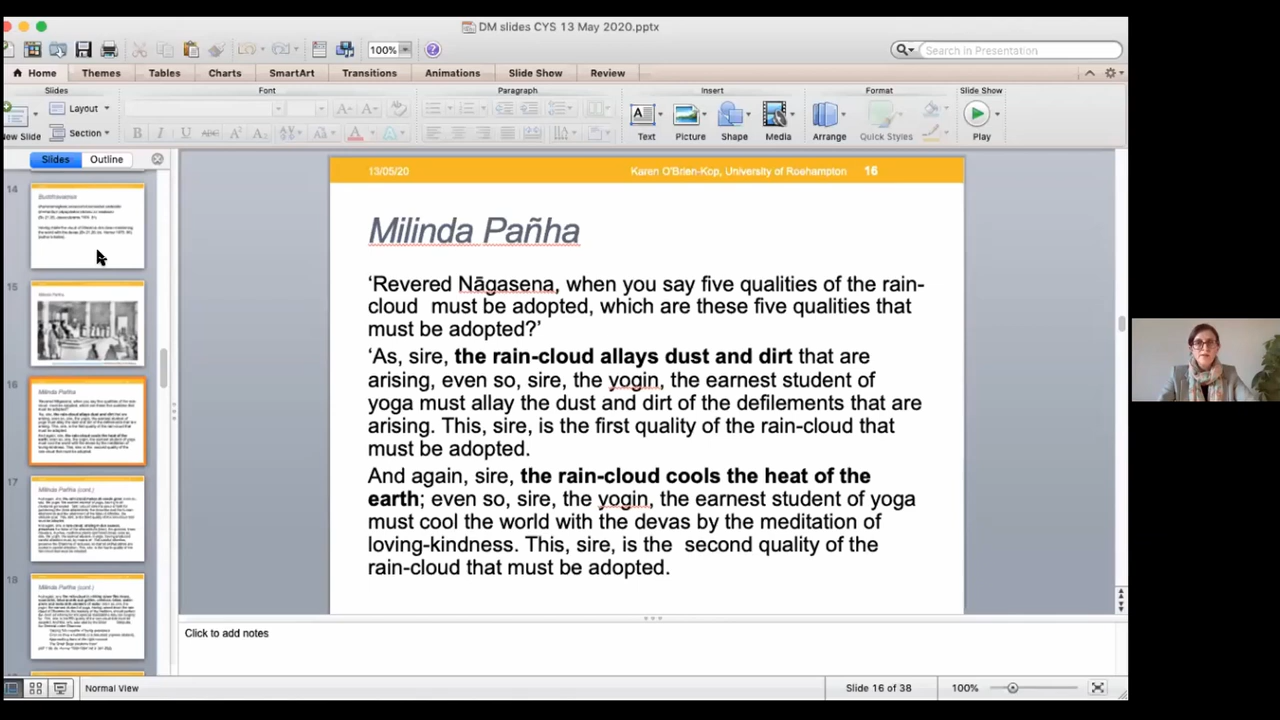 DM slides CYS 13 May 2020.pptx
100%
Search in Presentation
Home Themes Tables Charts SmartArt Transitions Animations Slide Show Review
Slides Font Paragraph Insert Format Slide Show
Layout
Section
Text Picture Shape Media Arrange Quick Styles Play
Slides Outline
14
15
16
17
18
13/05/20 Karen O'Brien-Kop, University of Roehampton 16
Milinda Pañha
‘Revered Nāgasena, when you say five qualities of the rain-
cloud must be adopted, which are these five qualities that
must be adopted?’
‘As, sire, the rain-cloud allays dust and dirt that are
arising, even so, sire, the yogin, the earnest student of
yoga must allay the dust and dirt of the defilements that are
arising. This, sire, is the first quality of the rain-cloud that
must be adopted.
And again, sire, the rain-cloud cools the heat of the
earth; even so, sire, the yogin, the earnest student of yoga
must cool the world with the devas by the meditation of
loving-kindness. This, sire, is the second quality of the
rain-cloud that must be adopted.
Click to add notes
Normal View Slide 16 of 38 100%